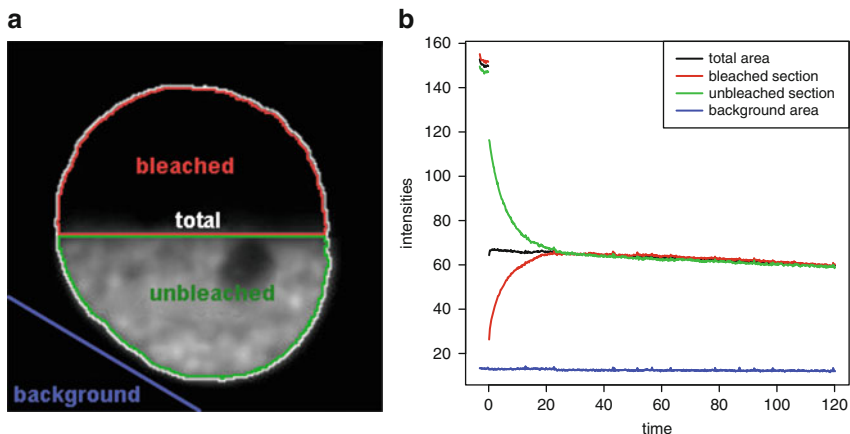 a
bleached
total
unbleached
background
b
total area
bleached section
unbleached section
background area
intensities
160
140
120
100
80
60
40
20
0
20
40
60
80
100
120
time